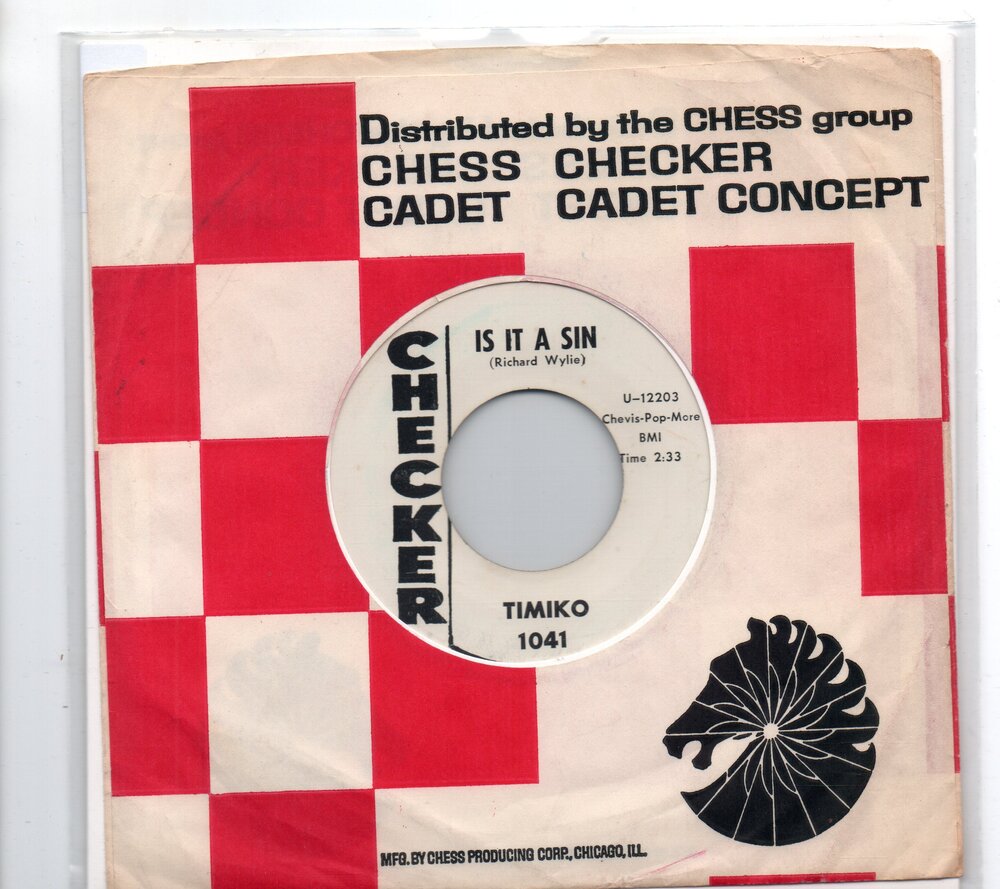 Distributed by the CHESS group
CHESS CHECKER
CADET CADET CONCEPT
CHECKER
IS IT A SIN
(Richard Wylie)
U-12203
Chevis-Pop-More
BMI
Time 2:33
TIMIKO
1041
MFG. BY CHESS PRODUCING CORP., CHICAGO, ILL.